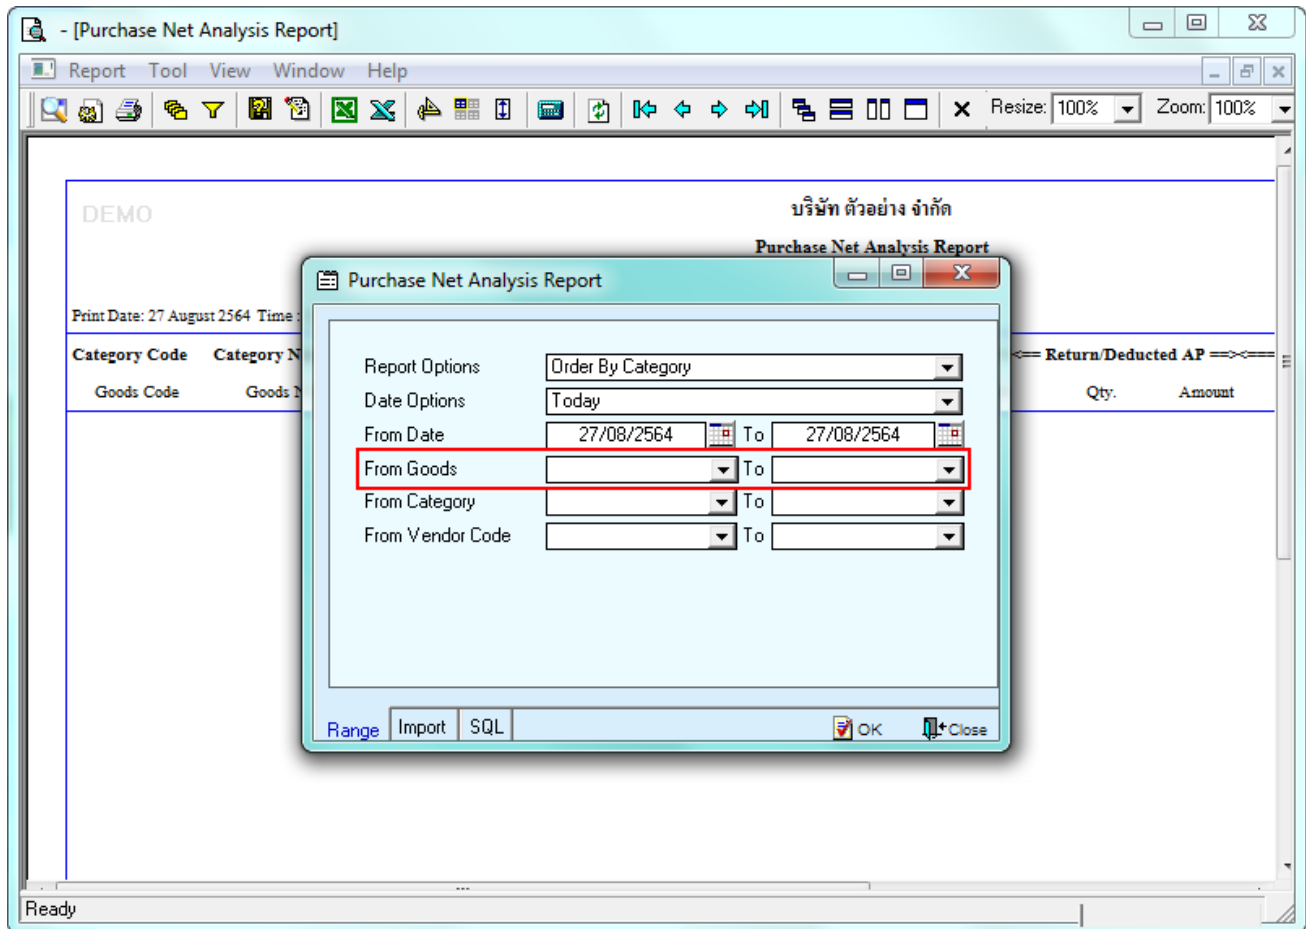 - [Purchase Net Analysis Report]
Report Tool View Window Help
Resize: 100% Zoom: 100%
DEMO
บริษัท ตัวอย่าง จำกัด
Purchase Net Analysis Report
Print Date: 27 August 2564 Time :
Category Code Category N <== Return/Deducted AP ==><===
Goods Code Goods N Qty. Amount
Purchase Net Analysis Report
Report Options Order By Category
Date Options Today
From Date 27/08/2564 To 27/08/2564
From Goods To
From Category To
From Vendor Code To
Range Import SQL OK Close
Ready